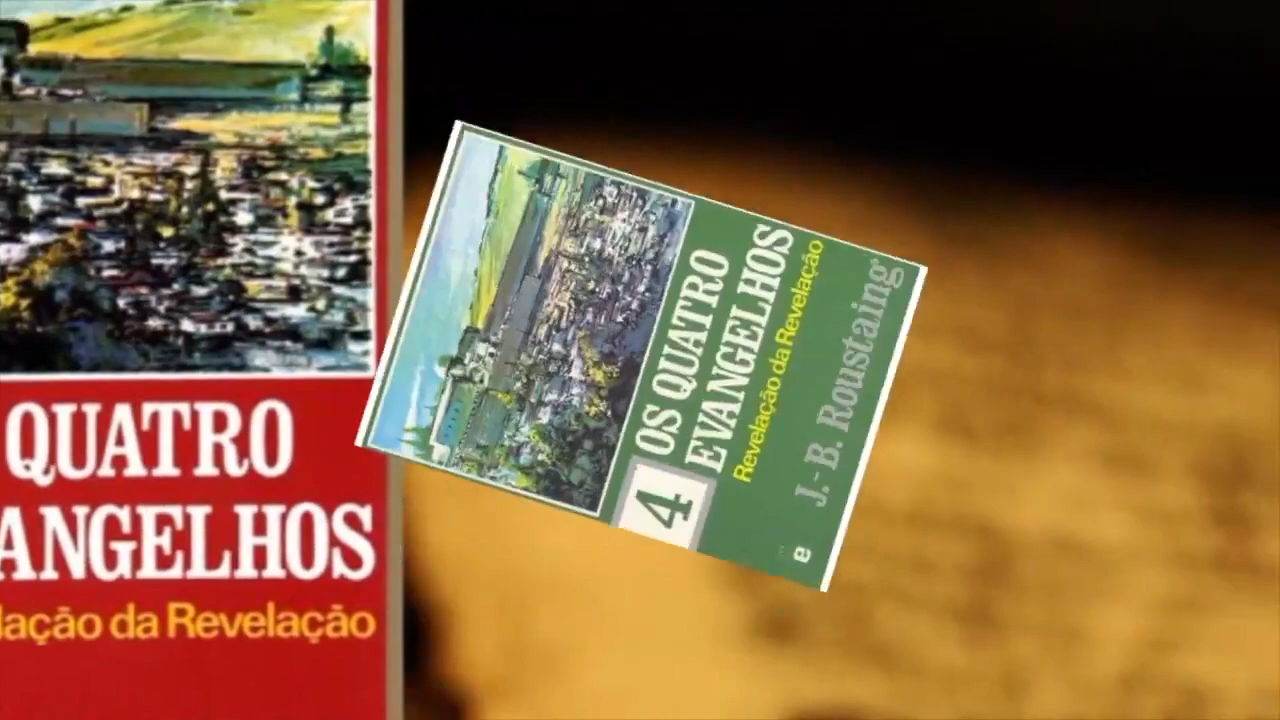 QUATRO
ANGELHOS
lação da Revelação
OS QUATRO
EVANGELHOS
Revelação da Revelação
J.-B. Roustaing
4
e